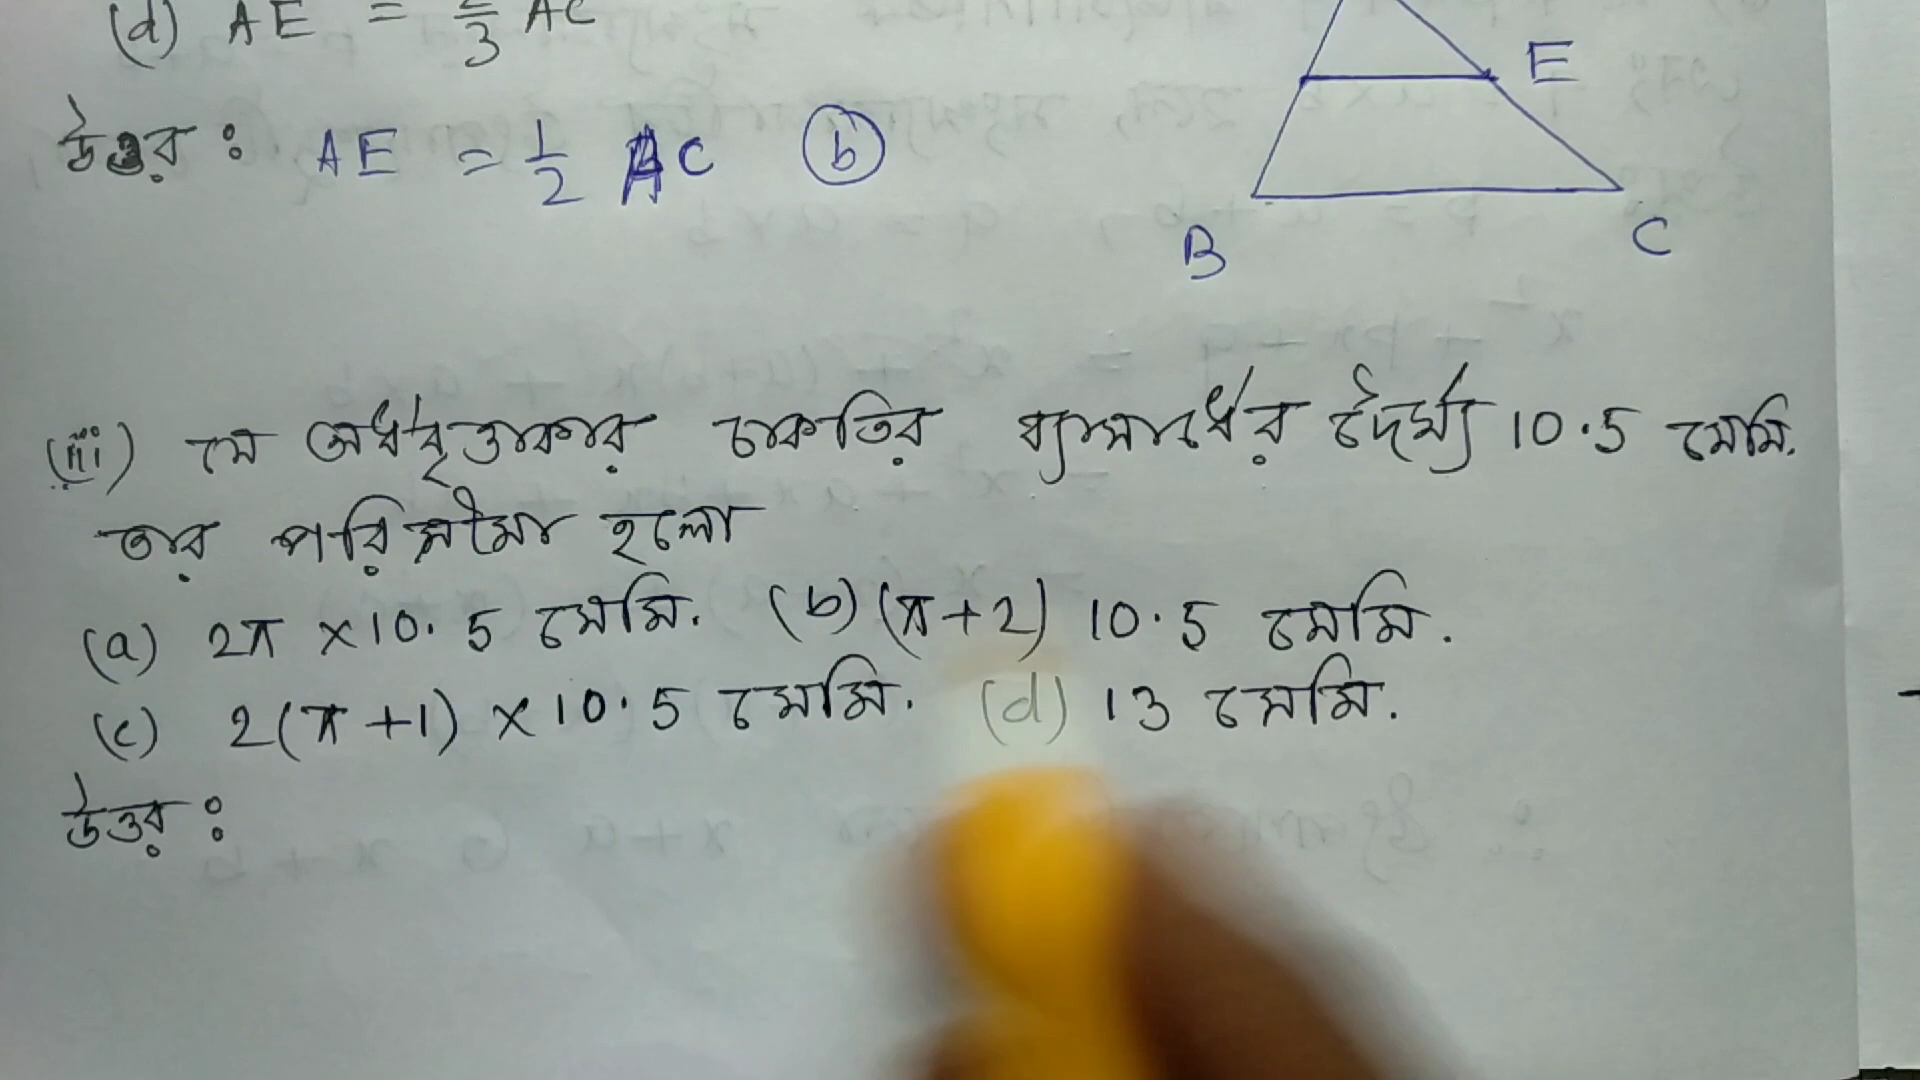 (d) AE = 2/3 AC
উত্তর : AE = 1/2 AC (b)
E
B C
(iii) যে অর্ধবৃত্তাকার চাকতির ব্যাসার্ধের দৈর্ঘ্য 10.5 সেমি.
তার পরিসীমা হলো
(a) 2π × 10.5 সেমি. (b) (π+2) 10.5 সেমি.
(c) 2(π+1) × 10.5 সেমি. (d) 13 সেমি.
উত্তর :